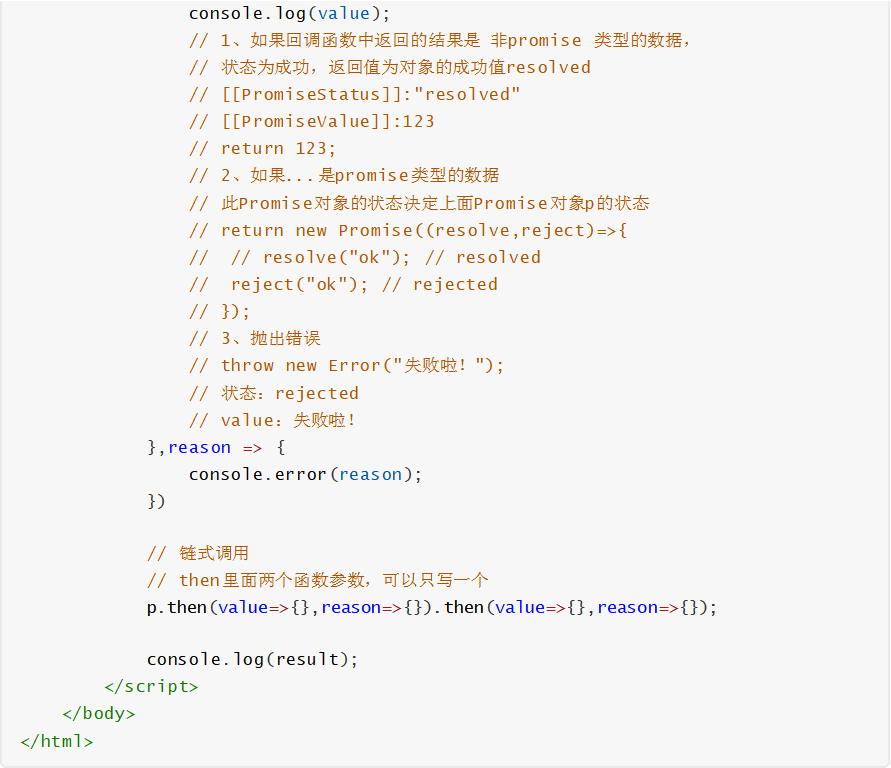 console.log(value);
// 1、如果回调函数中返回的结果是 非promise 类型的数据，
// 状态为成功，返回值为对象的成功值resolved
// [[PromiseStatus]]:"resolved"
// [[PromiseValue]]:123
// return 123;
// 2、如果...是promise类型的数据
// 此Promise对象的状态决定上面Promise对象p的状态
// return new Promise((resolve,reject)=>{
//  // resolve("ok"); // resolved
//  reject("ok"); // rejected
// });
// 3、抛出错误
// throw new Error("失败啦！");
// 状态：rejected
// value：失败啦！
},reason => {
console.error(reason);
})
// 链式调用
// then里面两个函数参数，可以只写一个
p.then(value=>{},reason=>{}).then(value=>{},reason=>{});
console.log(result);
</script>
</body>
</html>